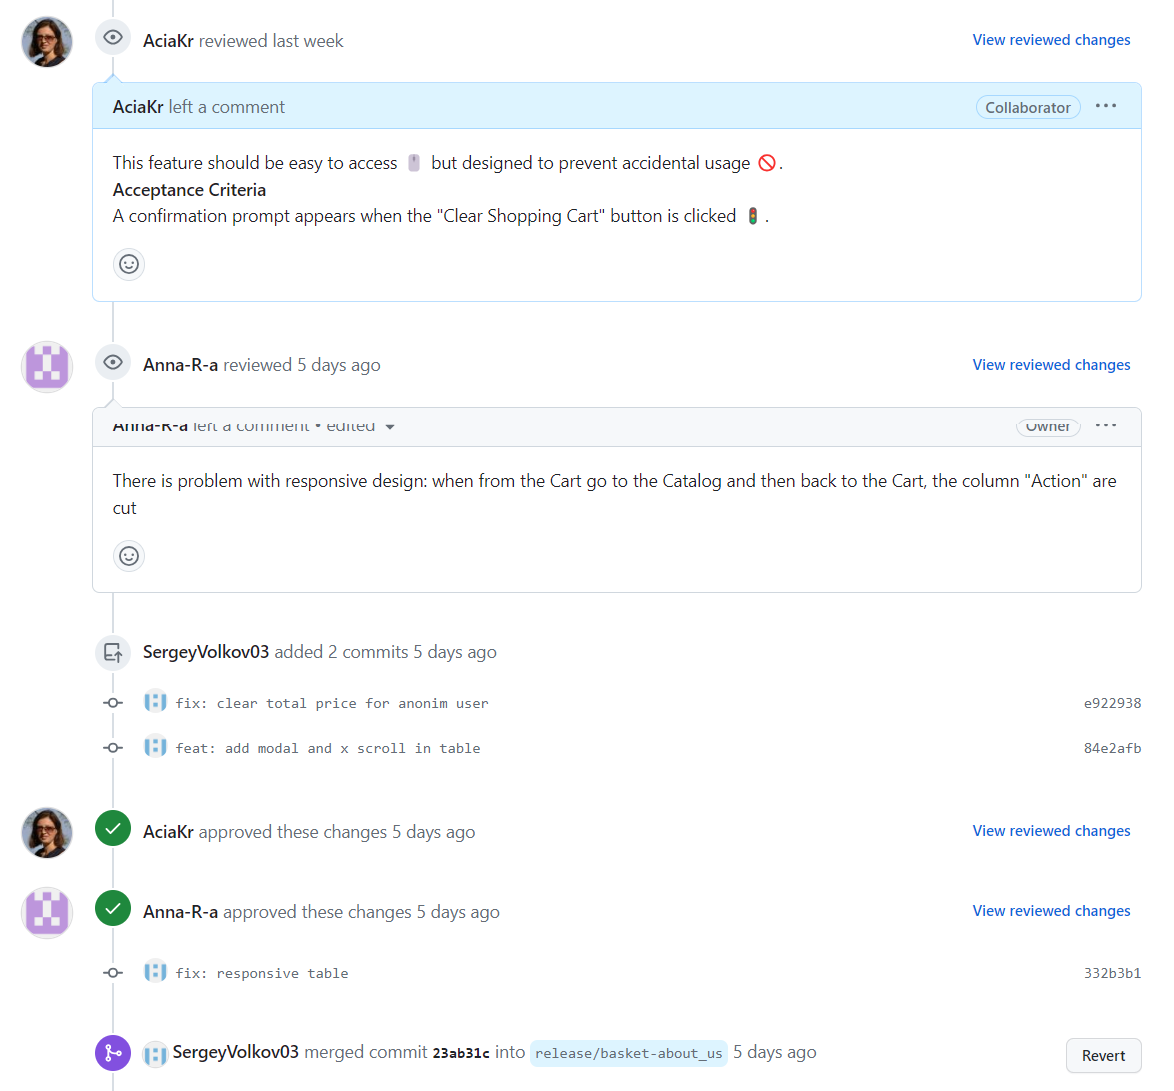 AciaKr reviewed last week
View reviewed changes
AciaKr left a comment
Collaborator
This feature should be easy to access 🖱️ but designed to prevent accidental usage 🚫.
Acceptance Criteria
A confirmation prompt appears when the "Clear Shopping Cart" button is clicked 🚦.
Anna-R-a reviewed 5 days ago
View reviewed changes
Anna-R-a left a comment • edited
Owner
There is problem with responsive design: when from the Cart go to the Catalog and then back to the Cart, the column "Action" are
cut
SergeyVolkov03 added 2 commits 5 days ago
fix: clear total price for anonim user
e922938
feat: add modal and x scroll in table
84e2afb
AciaKr approved these changes 5 days ago
View reviewed changes
Anna-R-a approved these changes 5 days ago
View reviewed changes
fix: responsive table
332b3b1
SergeyVolkov03 merged commit 23ab31c into release/basket-about_us 5 days ago
Revert